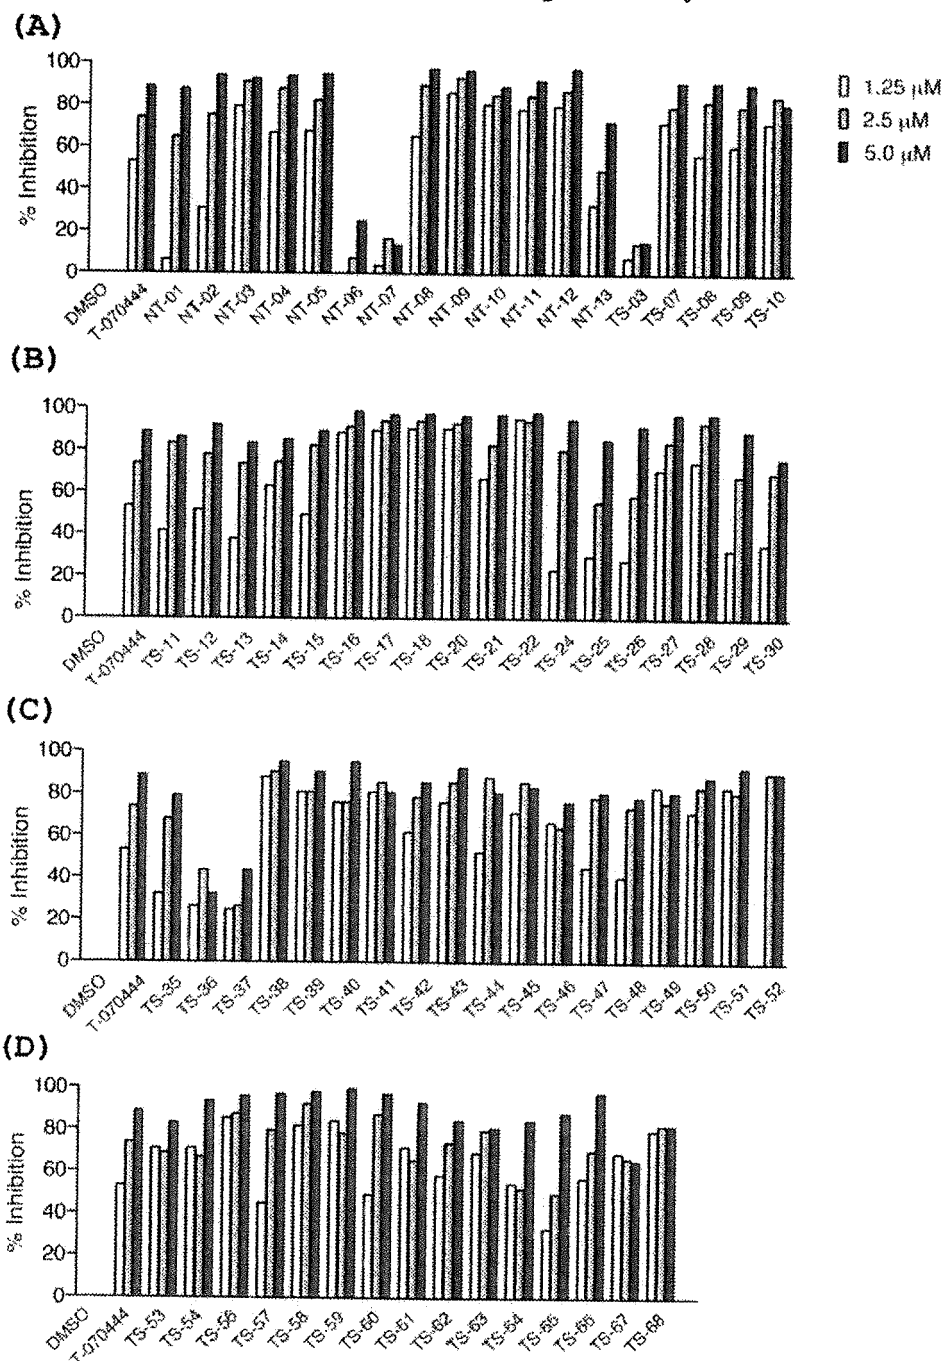 (A)
100
80
60
40
20
0
% Inhibition
1.25 μM
2.5 μM
5.0 μM
DMSO
T-070444
NT-01
NT-02
NT-03
NT-04
NT-05
NT-06
NT-07
NT-08
NT-09
NT-10
NT-11
NT-12
NT-13
TS-03
TS-07
TS-08
TS-09
TS-10
(B)
100
80
60
40
20
0
% Inhibition
DMSO
T-070444
TS-11
TS-12
TS-13
TS-14
TS-15
TS-16
TS-17
TS-18
TS-20
TS-21
TS-22
TS-24
TS-25
TS-26
TS-27
TS-28
TS-29
TS-30
(C)
100
80
60
40
20
0
% Inhibition
DMSO
T-070444
TS-35
TS-36
TS-37
TS-38
TS-39
TS-40
TS-41
TS-42
TS-43
TS-44
TS-45
TS-46
TS-47
TS-48
TS-49
TS-50
TS-51
TS-52
(D)
100
80
60
40
20
0
% Inhibition
DMSO
T-070444
TS-53
TS-54
TS-56
TS-57
TS-58
TS-59
TS-60
TS-61
TS-62
TS-63
TS-64
TS-65
TS-66
TS-67
TS-68